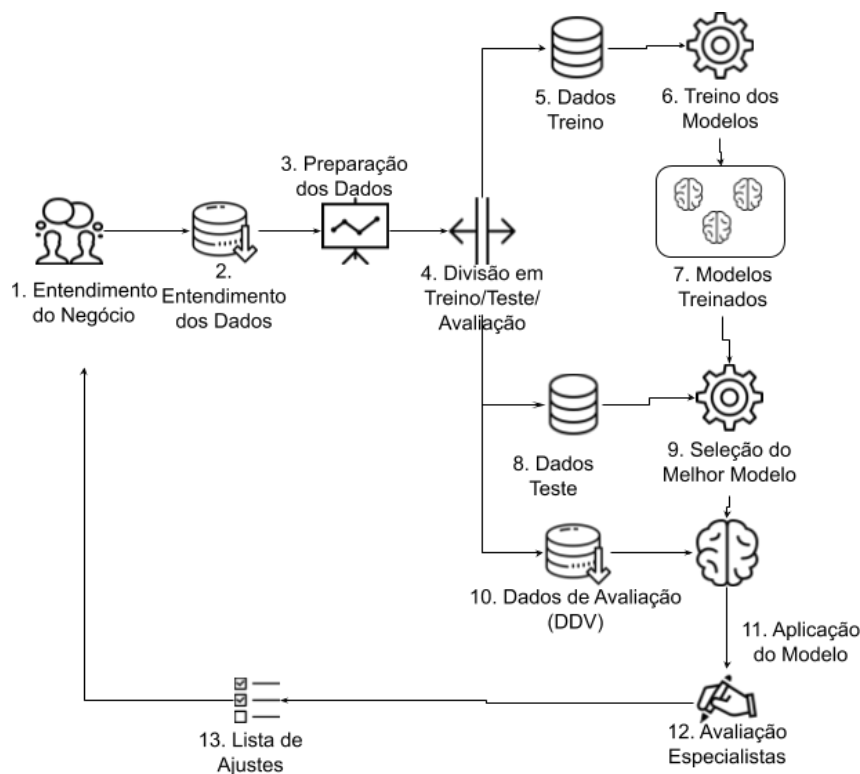 1. Entendimento
do Negócio
2.
Entendimento
dos Dados
3. Preparação
dos Dados
4. Divisão em
Treino/Teste/
Avaliação
5. Dados
Treino
6. Treino dos
Modelos
7. Modelos
Treinados
8. Dados
Teste
9. Seleção do
Melhor Modelo
10. Dados de Avaliação
(DDV)
11. Aplicação
do Modelo
12. Avaliação
Especialistas
13. Lista de
Ajustes